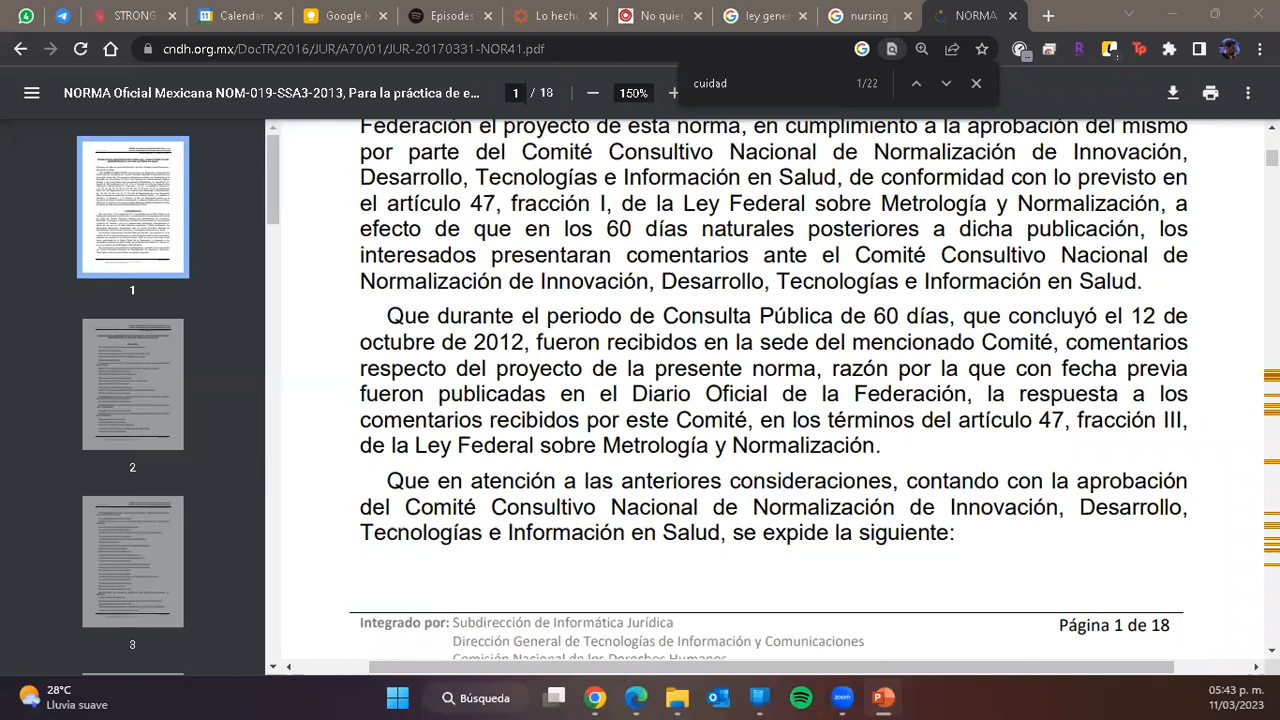 4
TRABAJO (
Calendar
Google K
Episodes
Lo hechu
No quier
ley gener
nursing
NORMA
cndh.org.mx/DocTR/2016/JUR/A70/01/JUR-20170331-NOR41.pdf
cuidad 1/22
NORMA Oficial Mexicana NOM-019-SSA3-2013, Para la práctica de e... 1 / 18 150%
Federación el proyecto de esta norma, en cumplimiento a la aprobación del mismo
por parte del Comité Consultivo Nacional de Normalización de Innovación,
Desarrollo, Tecnologías e Información en Salud, de conformidad con lo previsto en
el artículo 47, fracción I, de la Ley Federal sobre Metrología y Normalización, a
efecto de que en los 60 días naturales posteriores a dicha publicación, los
interesados presentaran comentarios ante el Comité Consultivo Nacional de
Normalización de Innovación, Desarrollo, Tecnologías e Información en Salud.
Que durante el periodo de Consulta Pública de 60 días, que concluyó el 12 de
octubre de 2012, fueron recibidos en la sede del mencionado Comité, comentarios
respecto del proyecto de la presente norma, razón por la que con fecha previa
fueron publicadas en el Diario Oficial de la Federación, la respuesta a los
comentarios recibidos por este Comité, en los términos del artículo 47, fracción III,
de la Ley Federal sobre Metrología y Normalización.
Que en atención a las anteriores consideraciones, contando con la aprobación
del Comité Consultivo Nacional de Normalización de Innovación, Desarrollo,
Tecnologías e Información en Salud, se expide la siguiente:
Integrado por: Subdirección de Informática Jurídica
Dirección General de Tecnologías de Información y Comunicaciones
Comisión Nacional de los Derechos Humanos
Página 1 de 18
1
2
3
28°C
Lluvia suave
Búsqueda
zoom
05:43 p. m.
11/03/2023